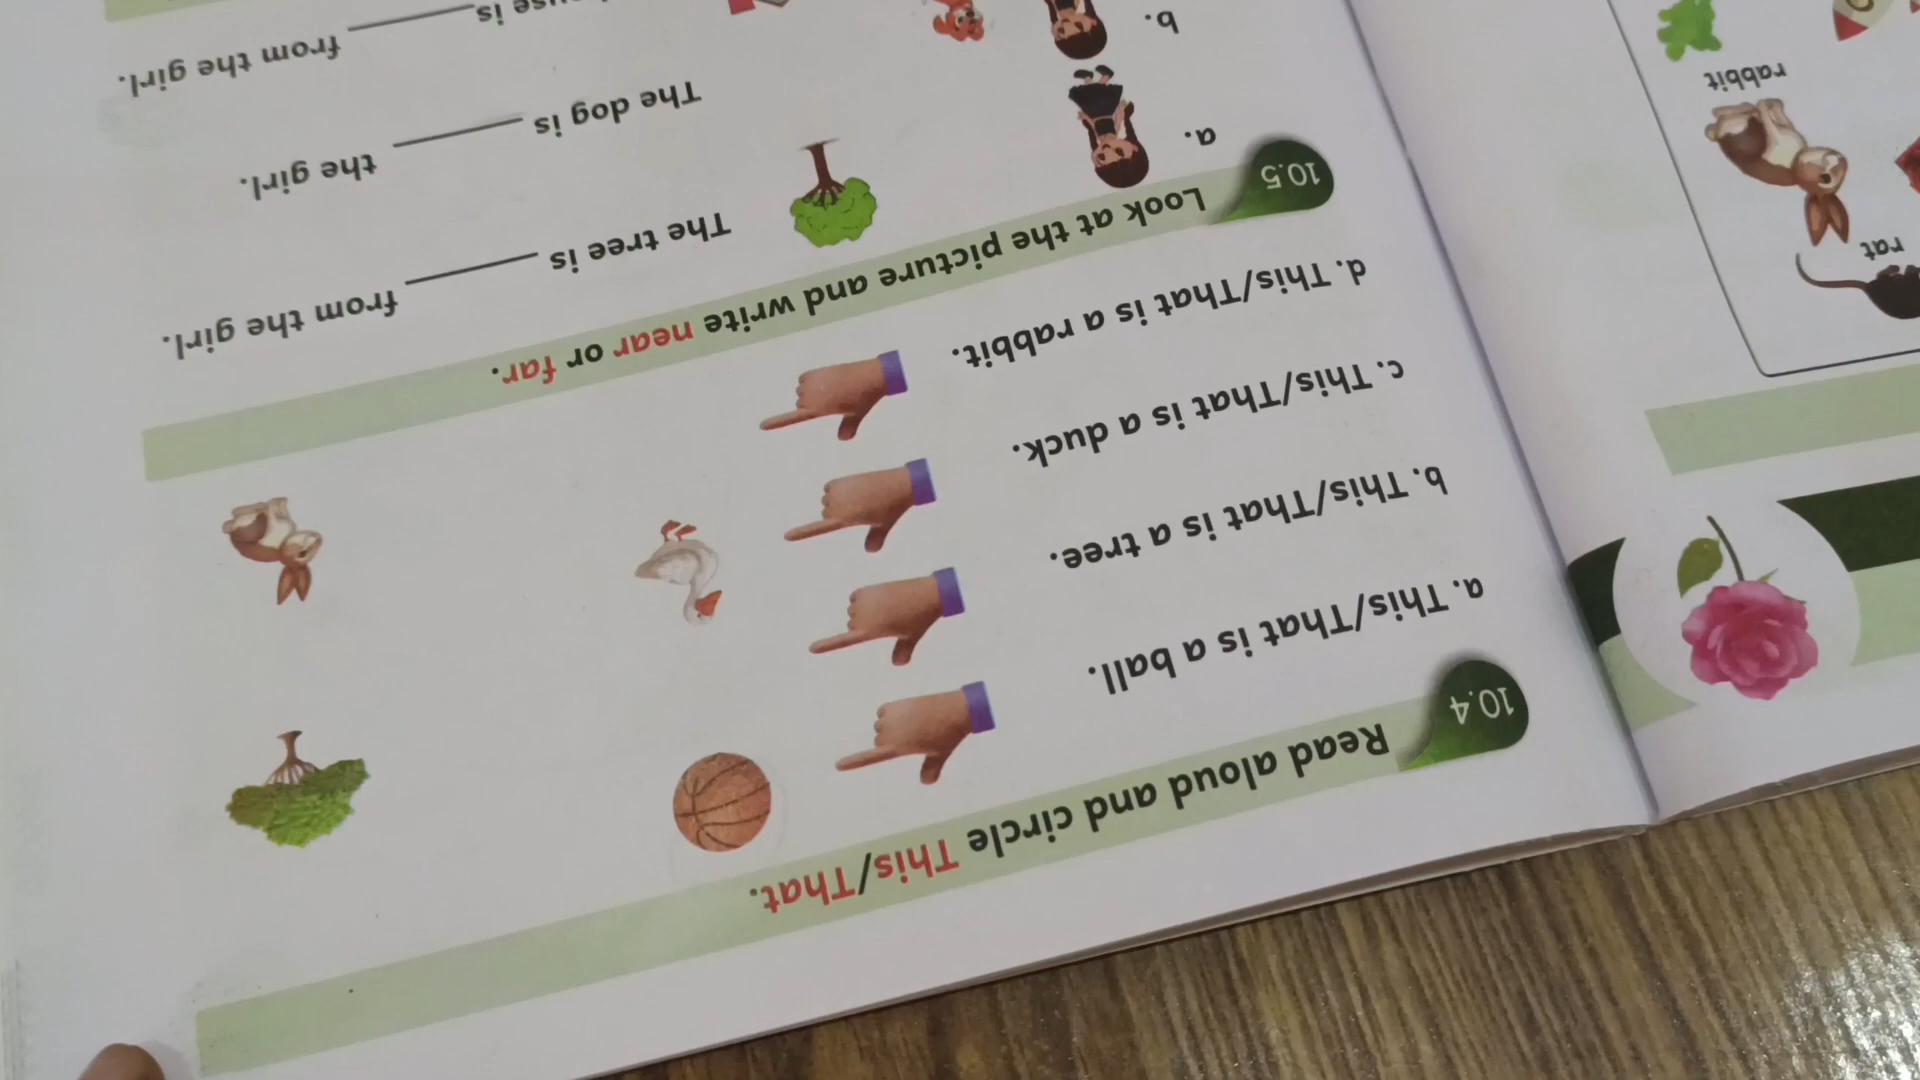 10.4 Read aloud and circle This/That.
a. This/That is a ball.
b. This/That is a tree.
c. This/That is a duck.
d. This/That is a rabbit.
10.5 Look at the picture and write near or far.
a.
The tree is ________ from the girl.
The dog is ________ the girl.
b.
is ________ from the girl.
rat
rabbit